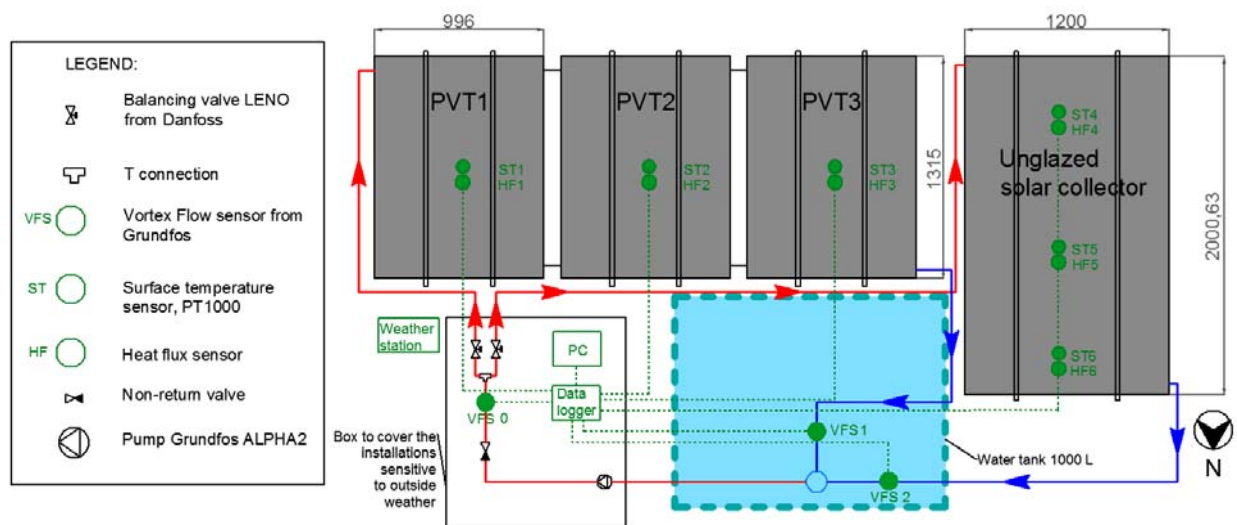 LEGEND:
Balancing valve LENO
from Danfoss
T connection
VFS
Vortex Flow sensor from
Grundfos
ST
Surface temperature
sensor, PT1000
HF
Heat flux sensor
Non-return valve
Pump Grundfos ALPHA2
996
1200
PVT1
PVT2
PVT3
ST1
HF1
ST2
HF2
ST3
HF3
1315
ST4
HF4
Unglazed
solar collector
ST5
HF5
ST6
HF6
2000,63
Weather
station
PC
Data
logger
VFS 0
VFS1
VFS 2
Box to cover the
installations
sensitive
to outside
weather
Water tank 1000 L
N